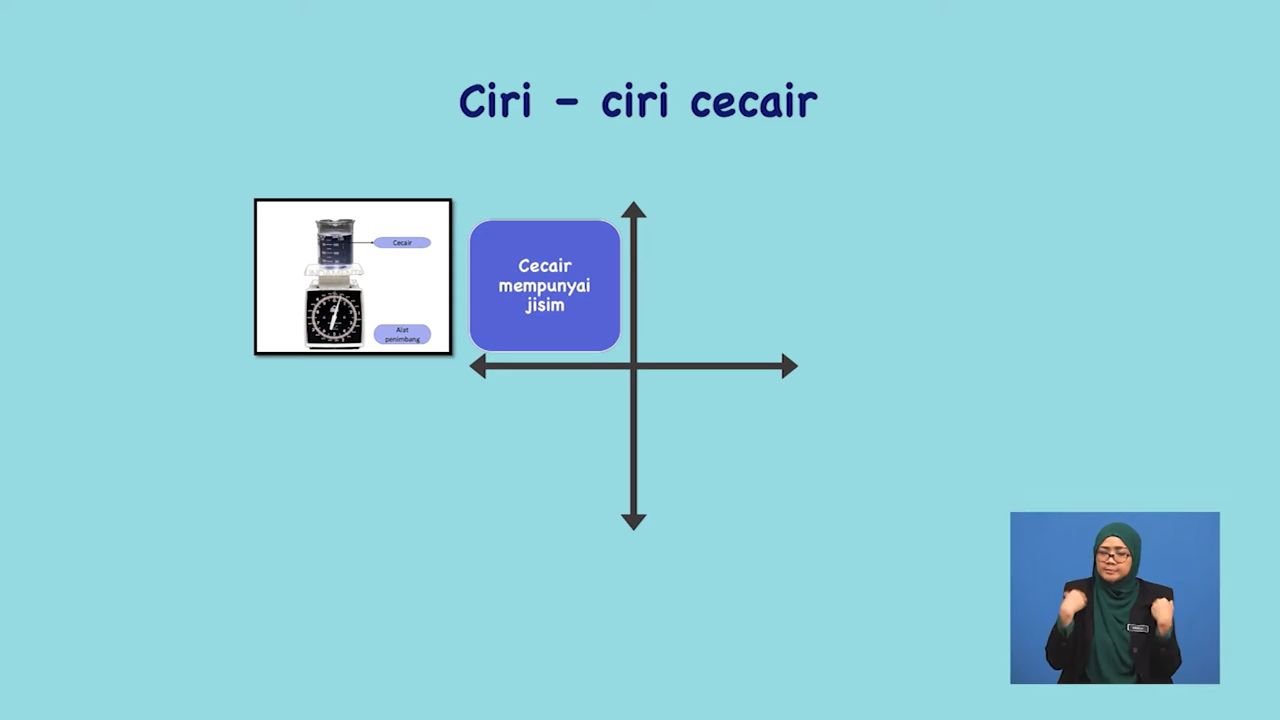 Ciri - ciri cecair
Cecair
Alat
penimbang
Cecair
mempunyai
jisim